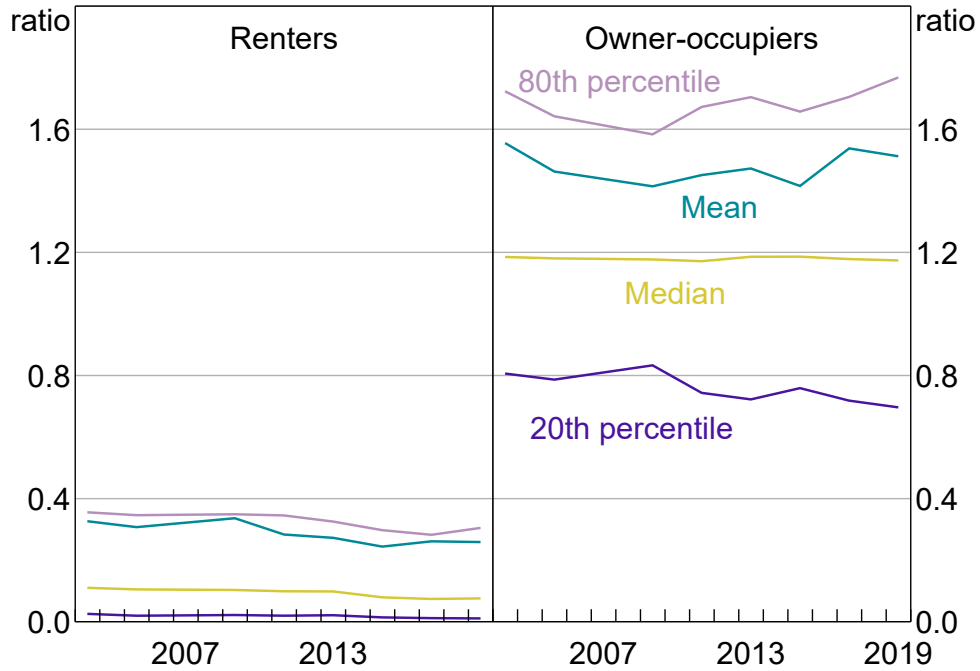 ratio
ratio
Renters
Owner-occupiers
80th percentile
1.6
1.6
Mean
1.2
1.2
Median
0.8
0.8
20th percentile
0.4
0.4
0.0
0.0
2007
2013
2007
2013
2019